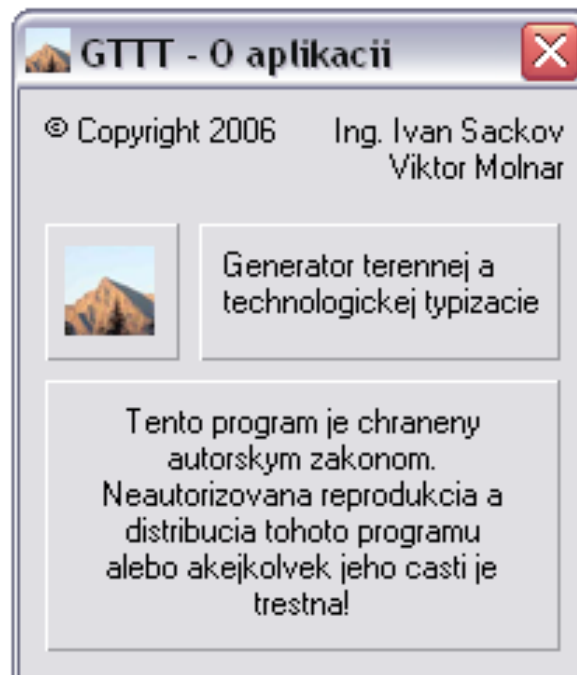 GTTT - O aplikacii
© Copyright 2006 Ing. Ivan Sackov
Viktor Molnar
Generator terennej a
technologickej typizacie
Tento program je chraneny
autorskym zakonom.
Neautorizovana reprodukcia a
distribucia tohoto programu
alebo akejkolvek jeho casti je
trestna!